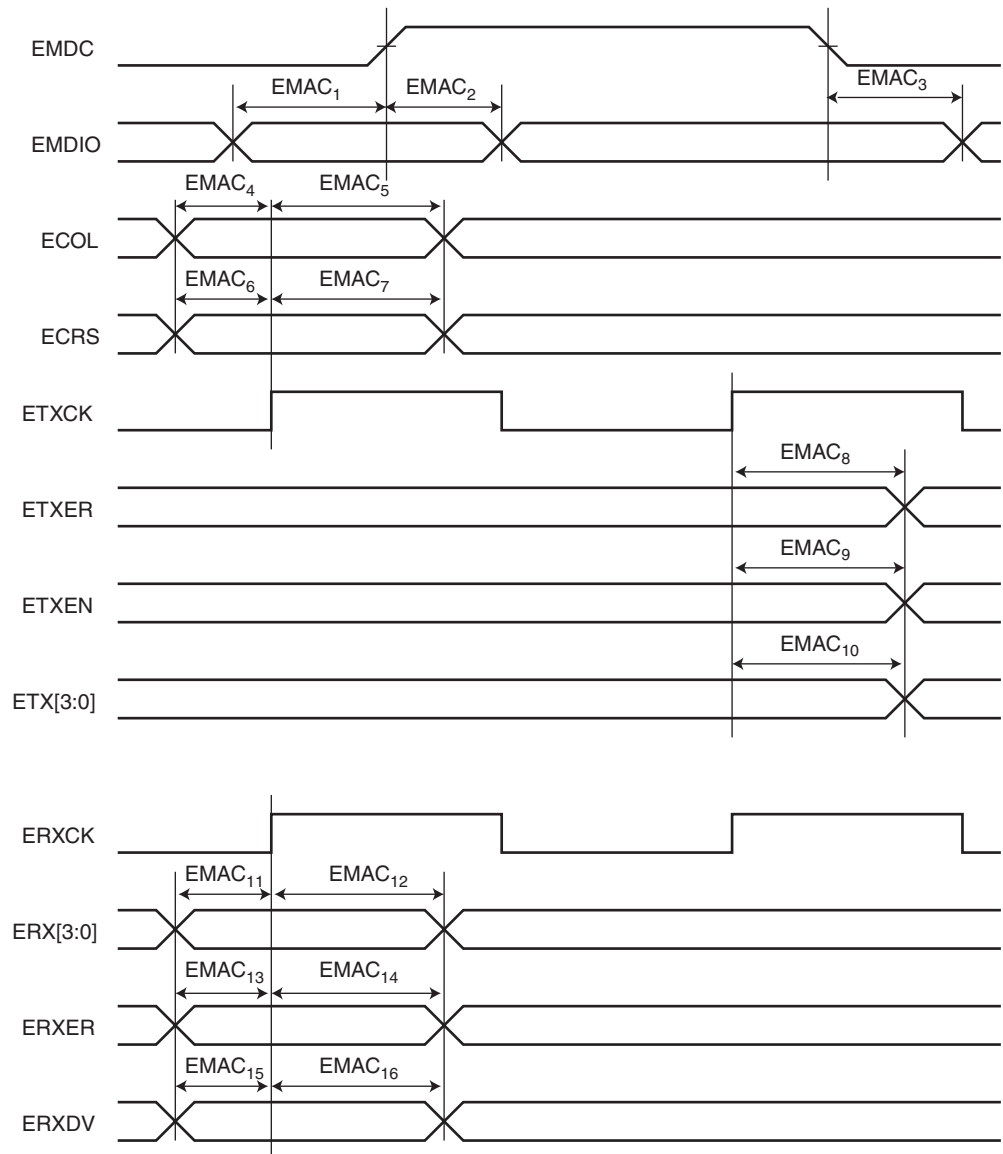 EMDC
EMAC1 EMAC2 EMAC3
EMDIO
EMAC4 EMAC5
ECOL
EMAC6 EMAC7
ECRS
ETXCK
EMAC8
ETXER
EMAC9
ETXEN
EMAC10
ETX[3:0]
ERXCK
EMAC11 EMAC12
ERX[3:0]
EMAC13 EMAC14
ERXER
EMAC15 EMAC16
ERXDV